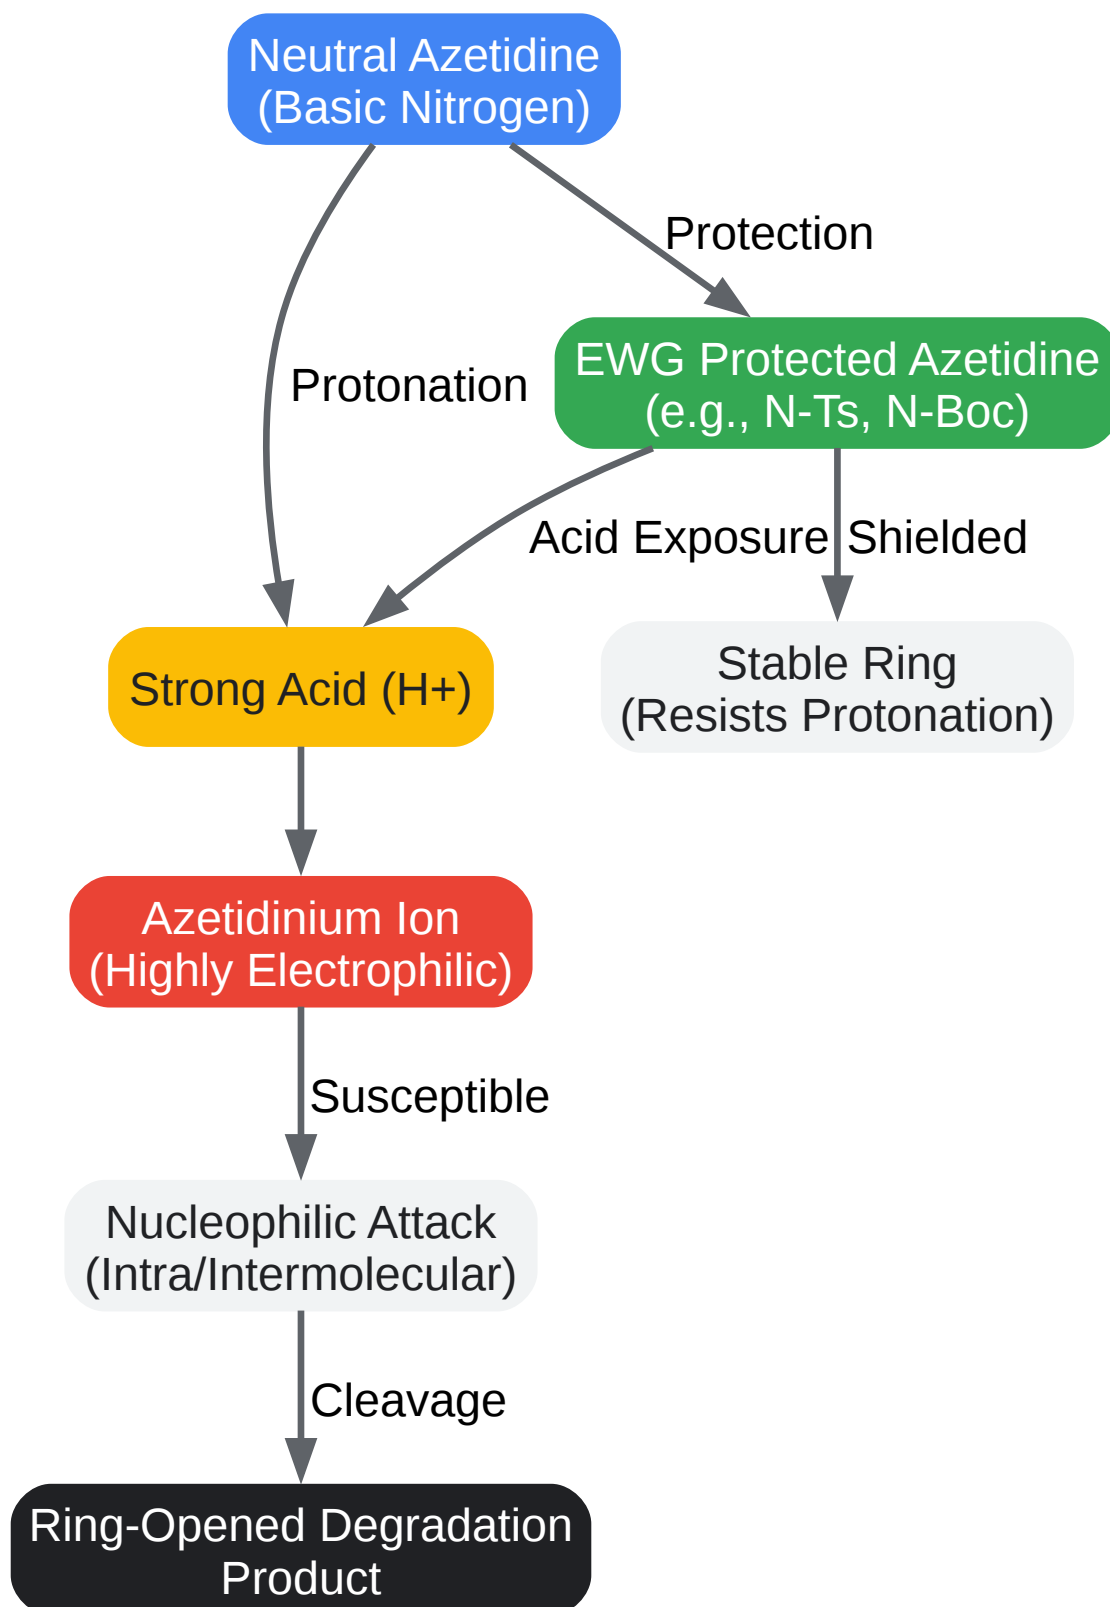 Neutral Azetidine
(Basic Nitrogen)
Protection
EWG Protected Azetidine
(e.g., N-Ts, N-Boc)
Protonation
Acid Exposure
Shielded
Strong Acid (H+)
Stable Ring
(Resists Protonation)
Azetidinium Ion
(Highly Electrophilic)
Susceptible
Nucleophilic Attack
(Intra/Intermolecular)
Cleavage
Ring-Opened Degradation
Product